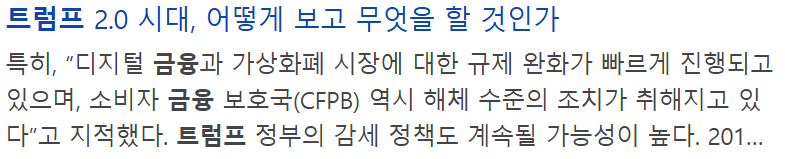 트럼프 2.0 시대, 어떻게 보고 무엇을 할 것인가
특히, “디지털 금융과 가상화폐 시장에 대한 규제 완화가 빠르게 진행되고
있으며, 소비자 금융 보호국(CFPB) 역시 해체 수준의 조치가 취해지고 있
다”고 지적했다. 트럼프 정부의 감세 정책도 계속될 가능성이 높다. 201...